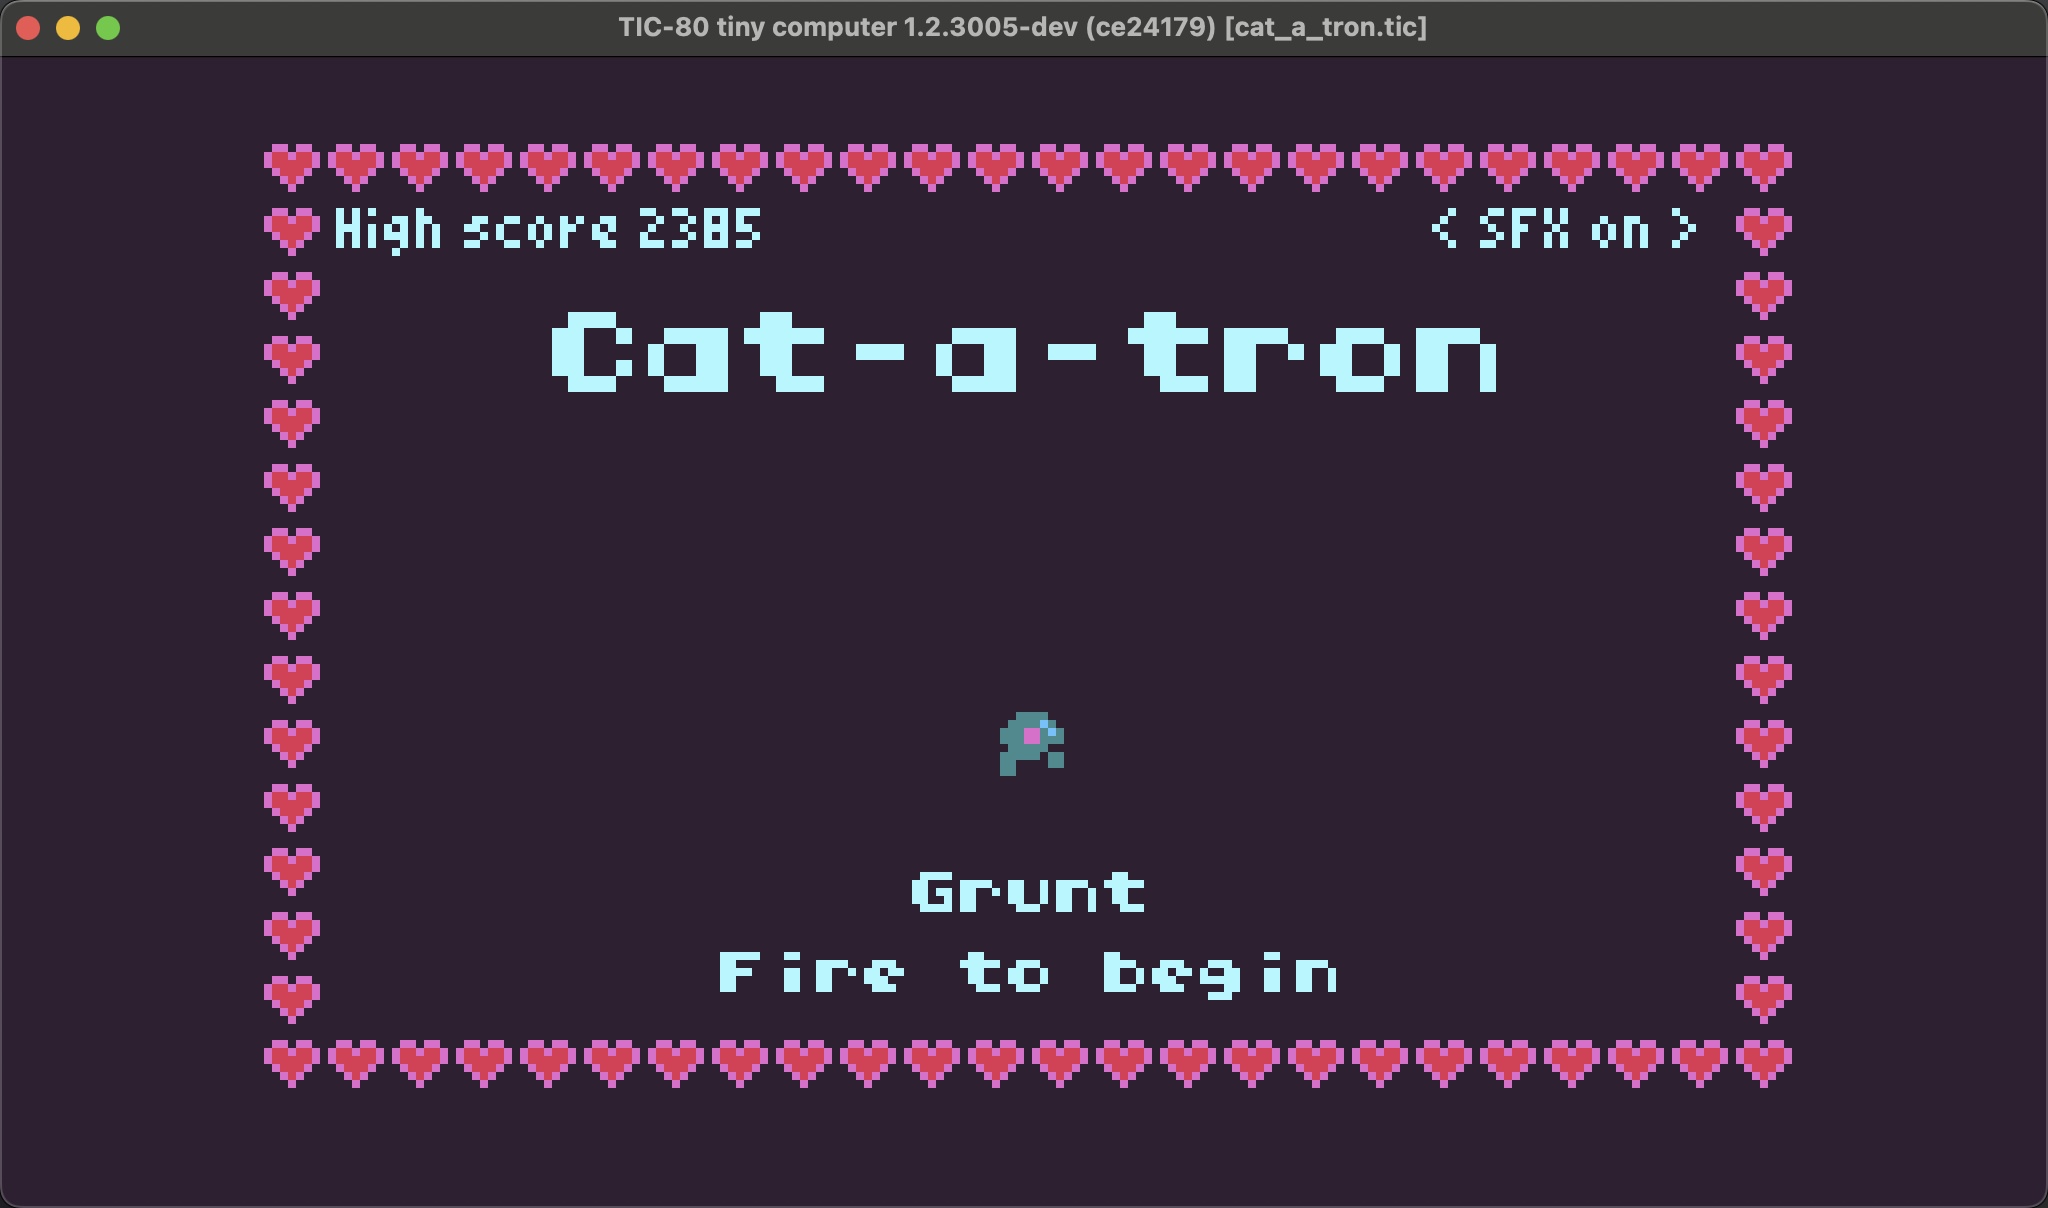 TIC-80 tiny computer 1.2.3005-dev (ce24179) [cat_a_tron.tic]
High score 2385 < SFX on >
Cat-a-tron
Grunt
Fire to begin